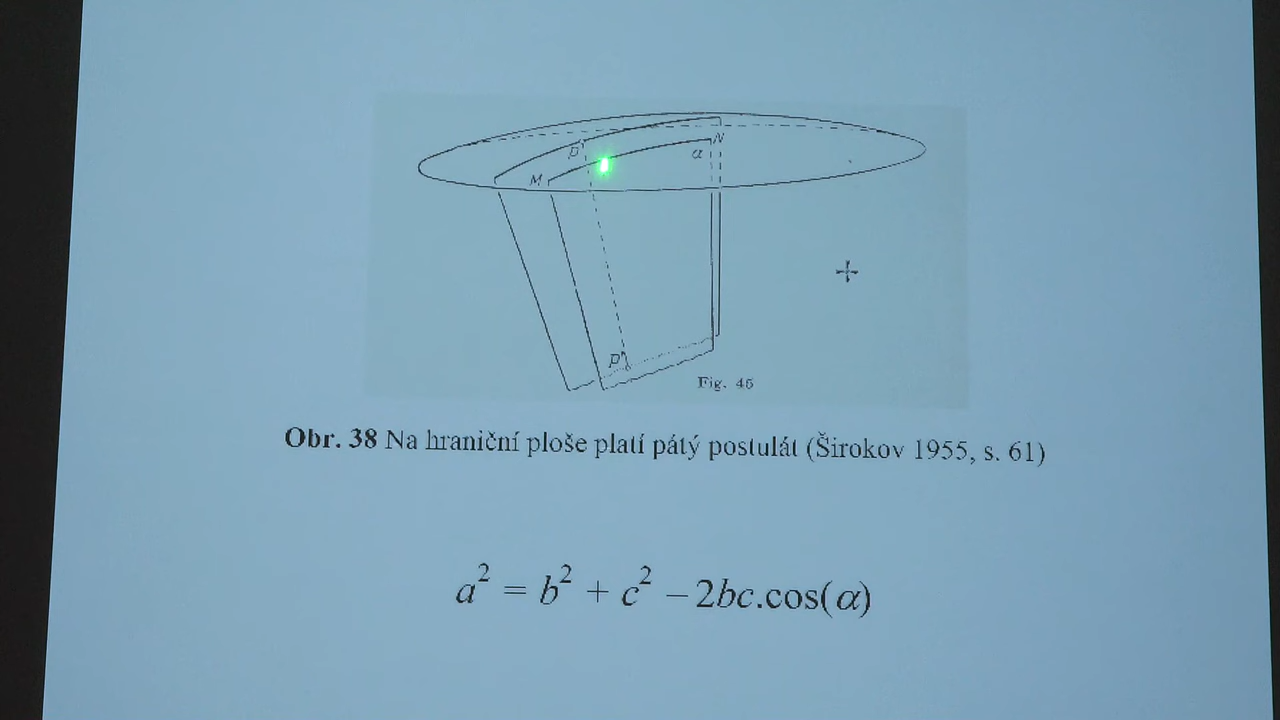 N
P
α
M
P'
Fig. 46
Obr. 38 Na hraniční ploše platí pátý postulát (Širokov 1955, s. 61)
a² = b² + c² − 2bc.cos(α)